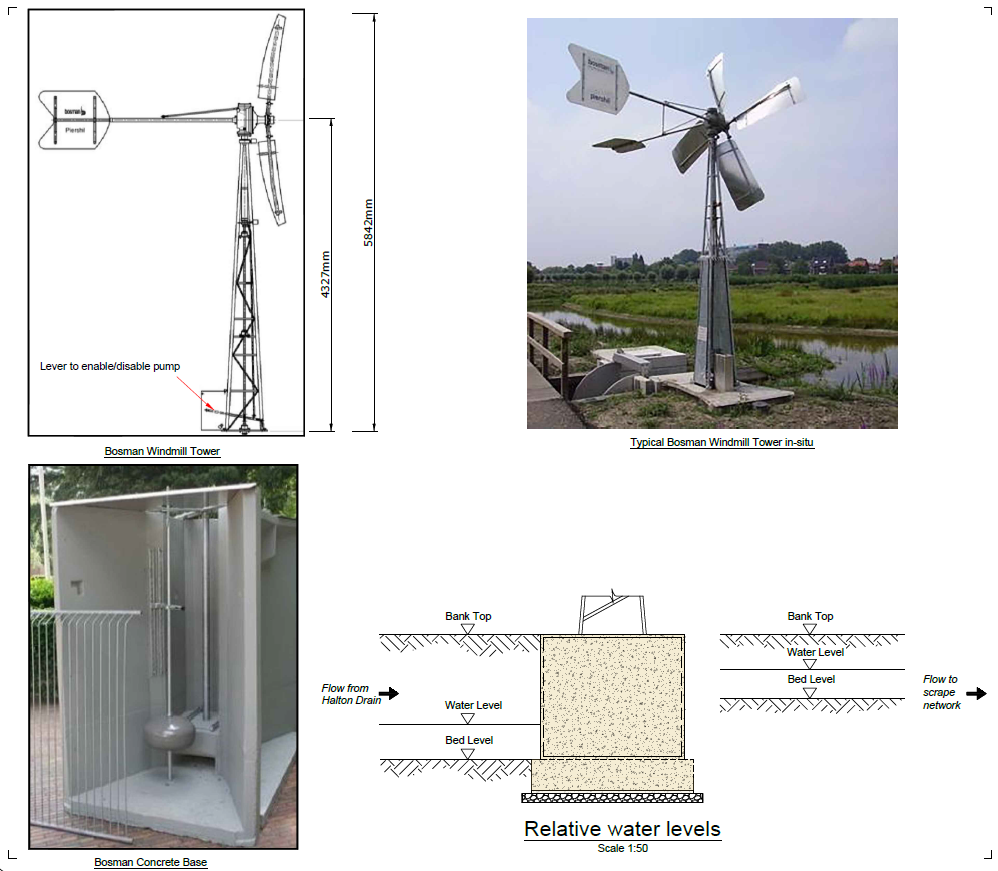 bosman
Piershil
4327mm
5842mm
Lever to enable/disable pump
Bosman Windmill Tower
bosman
piershil
Typical Bosman Windmill Tower in-situ
Bosman Concrete Base
Bank Top
Flow from
Halton Drain
Water Level
Bed Level
Bank Top
Water Level
Bed Level
Flow to
scrape
network
Relative water levels
Scale 1:50